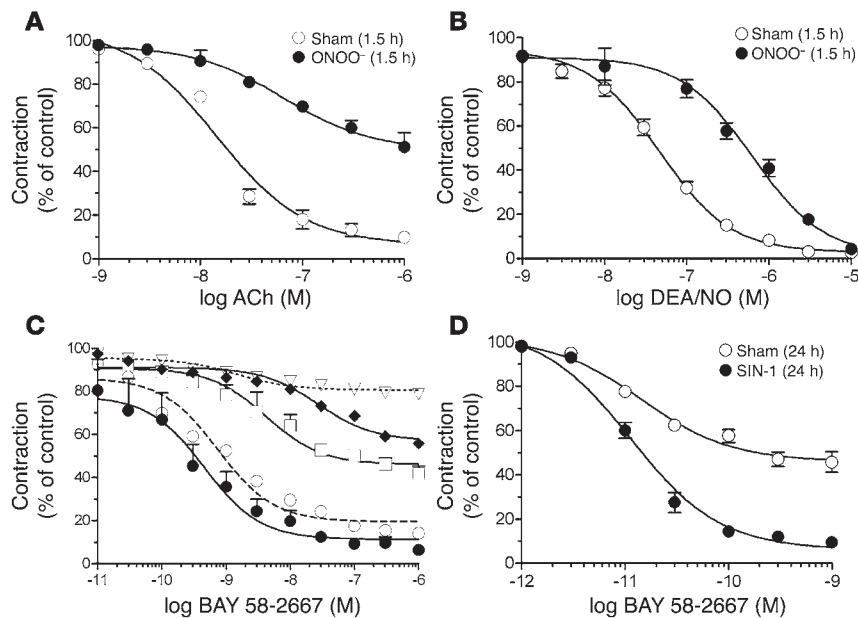 A
Sham (1.5 h)
ONOO⁻ (1.5 h)
Contraction
(% of control)
100
80
60
40
20
0
-9
-8
-7
-6
log ACh (M)
B
Sham (1.5 h)
ONOO⁻ (1.5 h)
Contraction
(% of control)
100
80
60
40
20
0
-9
-8
-7
-6
-5
log DEA/NO (M)
C
Contraction
(% of control)
100
80
60
40
20
0
-11
-10
-9
-8
-7
-6
log BAY 58-2667 (M)
D
Sham (24 h)
SIN-1 (24 h)
Contraction
(% of control)
100
80
60
40
20
0
-12
-11
-10
-9
log BAY 58-2667 (M)